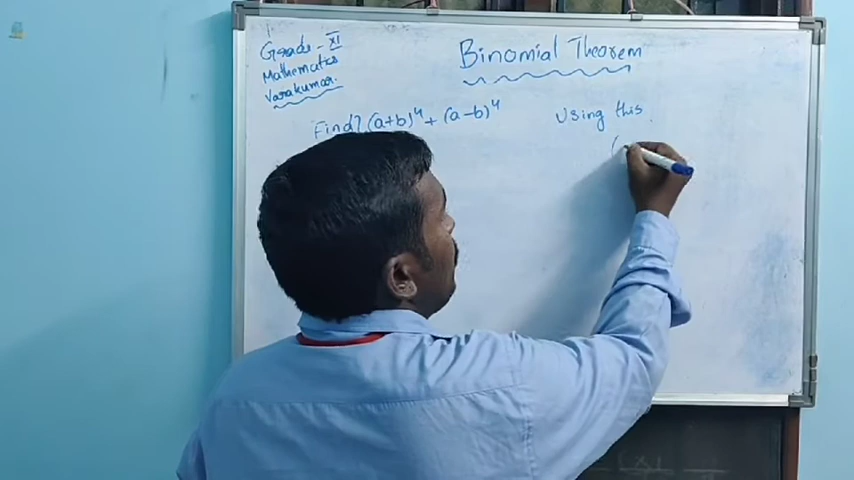 Grade - XI
Mathematics
Varakumar.
Binomial Theorem
Find? (a+b)⁴ + (a-b)⁴
Using this
(